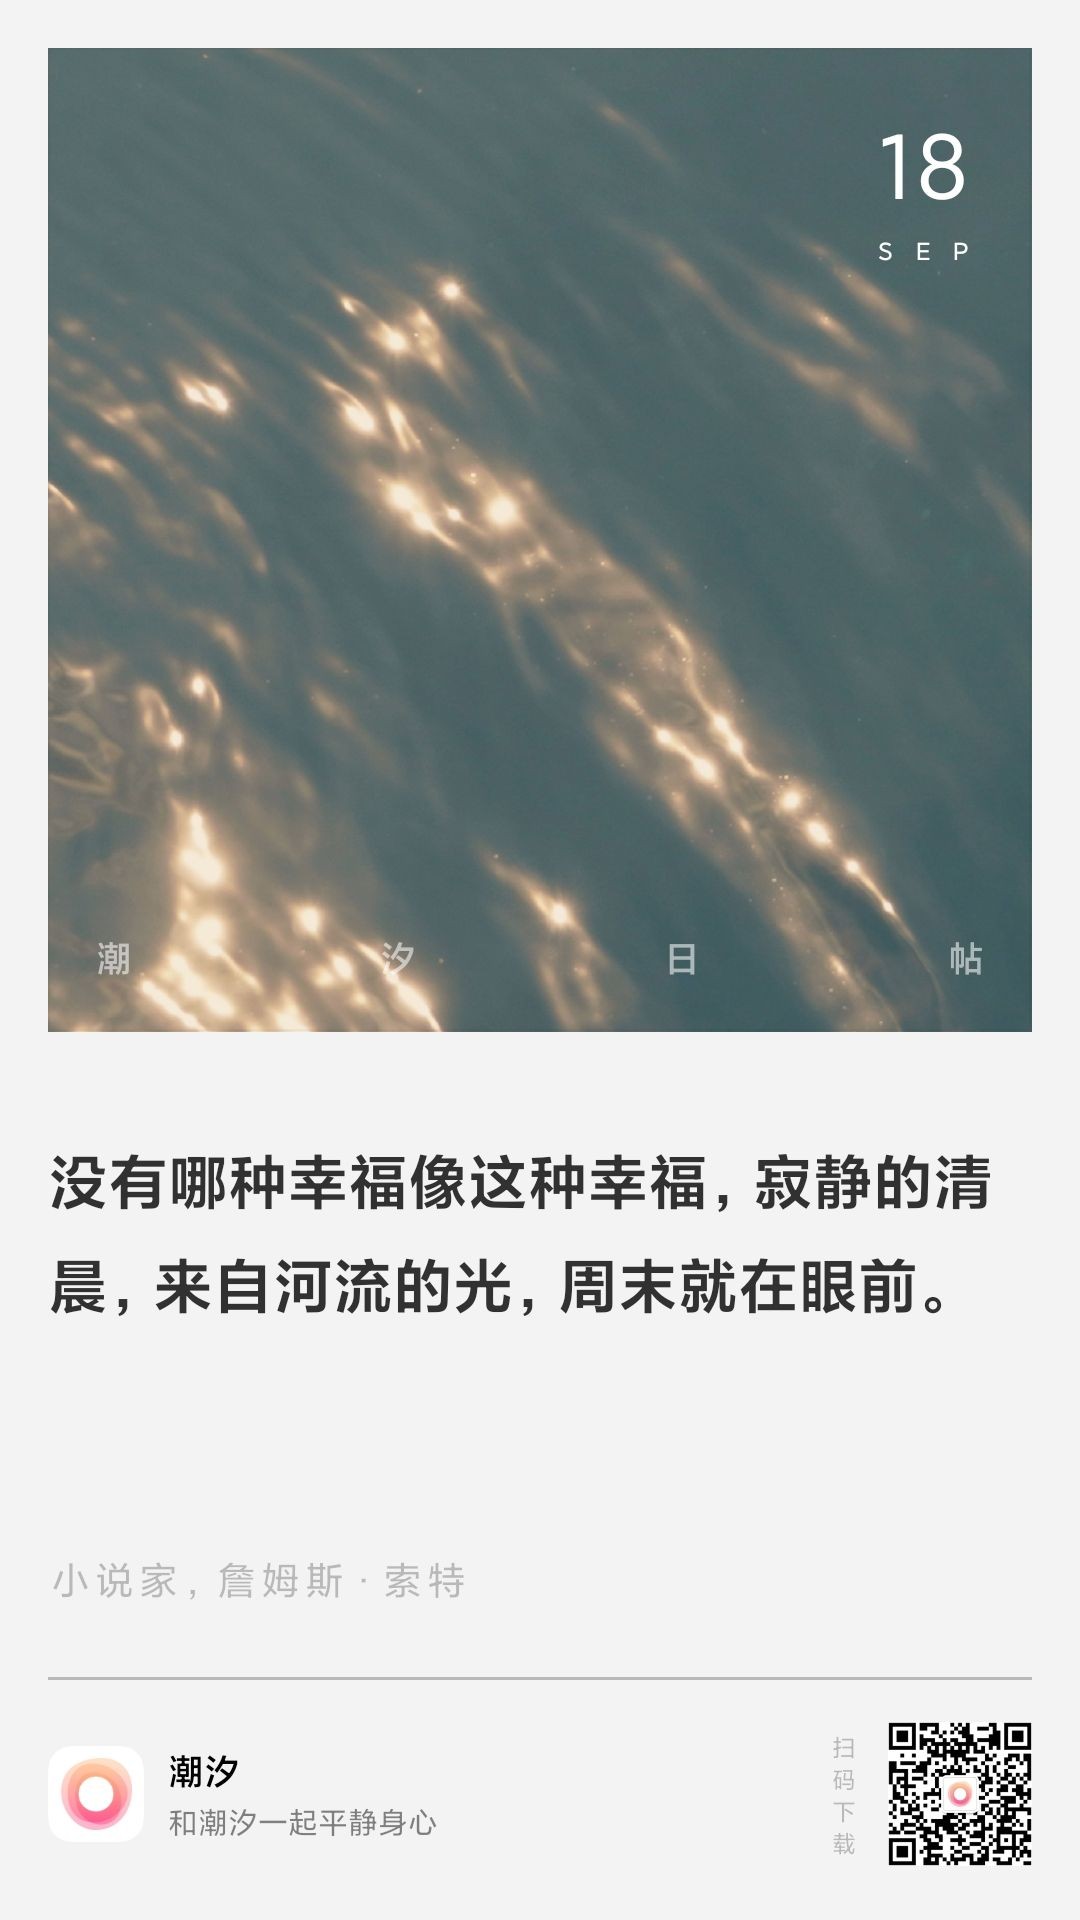 18
SEP
潮汐日帖
没有哪种幸福像这种幸福，寂静的清
晨，来自河流的光，周末就在眼前。
小说家，詹姆斯·索特
潮汐
和潮汐一起平静身心
扫码下载